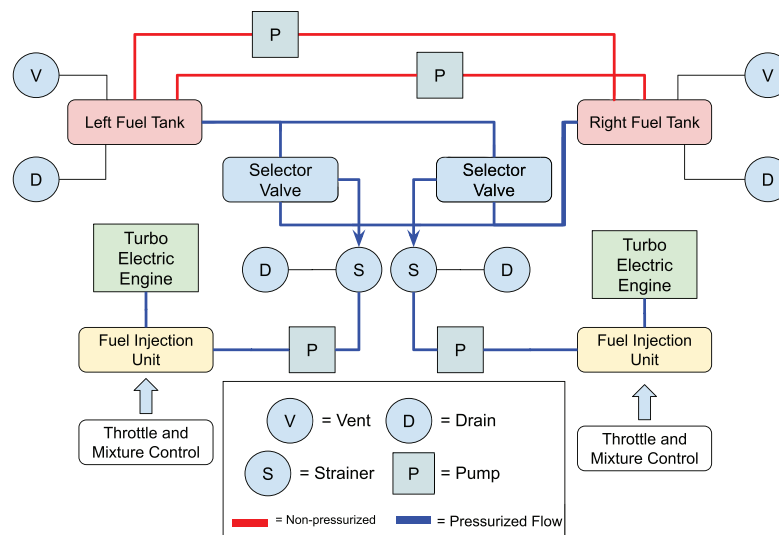 P
P
V
V
Left Fuel Tank
Right Fuel Tank
Selector
Valve
Selector
Valve
D
D
Turbo
Electric
Engine
Turbo
Electric
Engine
D
S
S
D
Fuel Injection
Unit
P
P
Fuel Injection
Unit
Throttle and
Mixture Control
Throttle and
Mixture Control
V = Vent
D = Drain
S = Strainer
P = Pump
= Non-pressurized
= Pressurized Flow